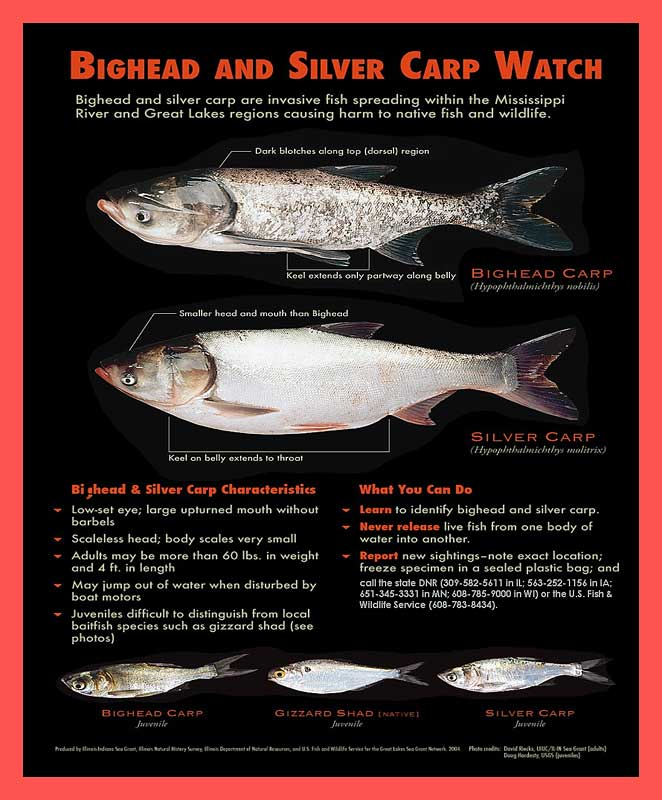 BIGHEAD AND SILVER CARP WATCH
Bighead and silver carp are invasive fish spreading within the Mississippi
River and Great Lakes regions causing harm to native fish and wildlife.
Dark blotches along top (dorsal) region
Keel extends only partway along belly
BIGHEAD CARP
(Hypophthalmichthys nobilis)
Smaller head and mouth than Bighead
Keel on belly extends to throat
SILVER CARP
(Hypophthalmichthys molitrix)
Bighead & Silver Carp Characteristics
Low-set eye; large upturned mouth without
barbels
Scaleless head; body scales very small
Adults may be more than 60 lbs. in weight
and 4 ft. in length
May jump out of water when disturbed by
boat motors
Juveniles difficult to distinguish from local
baitfish species such as gizzard shad (see
photos)
What You Can Do
Learn to identify bighead and silver carp.
Never release live fish from one body of
water into another.
Report new sightings–note exact location;
freeze specimen in a sealed plastic bag; and
call the state DNR (309-582-5611 in IL; 563-252-1156 in IA;
651-345-3331 in MN; 608-785-9000 in WI) or the U.S. Fish &
Wildlife Service (608-783-8434).
BIGHEAD CARP
Juvenile
GIZZARD SHAD [NATIVE]
Juvenile
SILVER CARP
Juvenile
Produced by Illinois-Indiana Sea Grant, Illinois Natural History Survey, Illinois Department of Natural Resources, and U.S. Fish and Wildlife Service for the Great Lakes Sea Grant Network. 2004
Photo credits: David Riecks, UIUC/IL-IN Sea Grant (adults)
Doug Hardesty, USGS (juveniles)